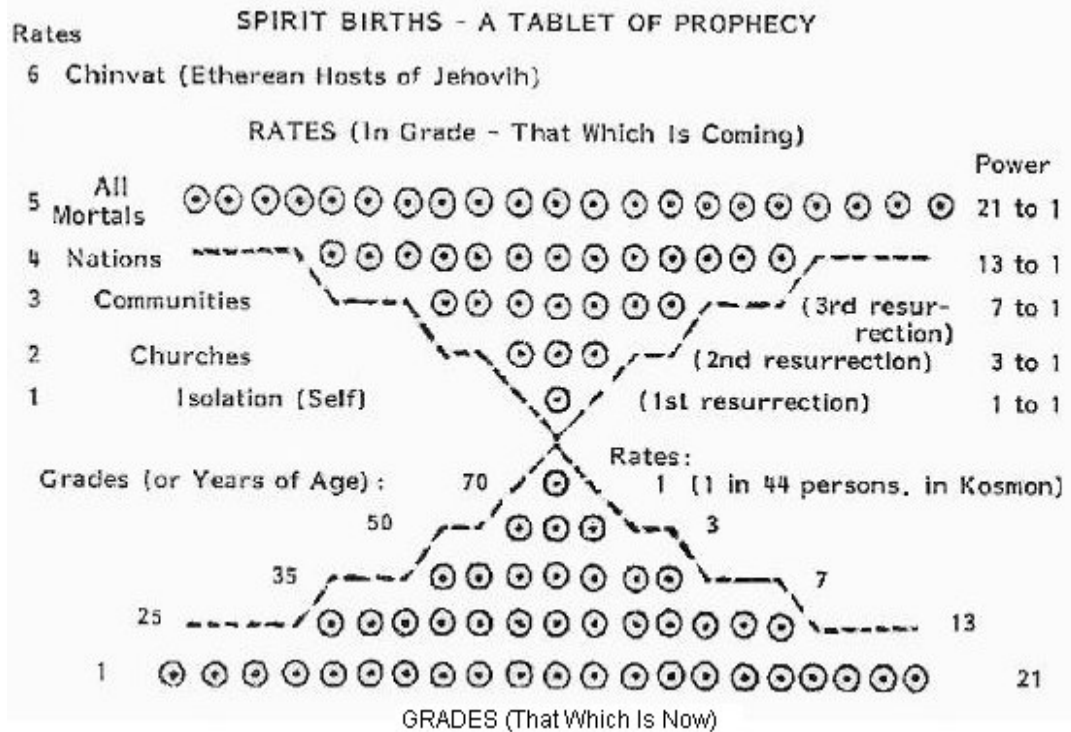 SPIRIT BIRTHS - A TABLET OF PROPHECY
Rates
6 Chinvat (Etherean Hosts of Jehovih)
RATES (In Grade - That Which Is Coming)
Power
5 All Mortals 21 to 1
4 Nations 13 to 1
3 Communities (3rd resur-rection) 7 to 1
2 Churches (2nd resurrection) 3 to 1
1 Isolation (Self) (1st resurrection) 1 to 1
Rates:
Grades (or Years of Age): 70 1 (1 in 44 persons, in Kosmon)
50 3
35 7
25 13
1 21
GRADES (That Which Is Now)